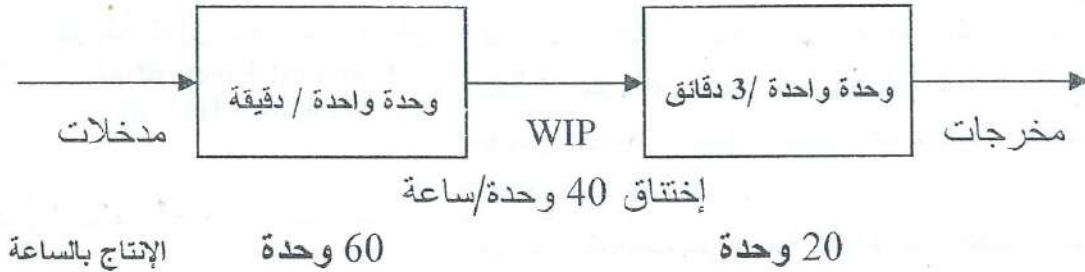 وحدة واحدة / دقيقة
وحدة واحدة /3 دقائق
مدخلات
WIP
مخرجات
إختناق 40 وحدة/ساعة
الإنتاج بالساعة
60 وحدة
20 وحدة